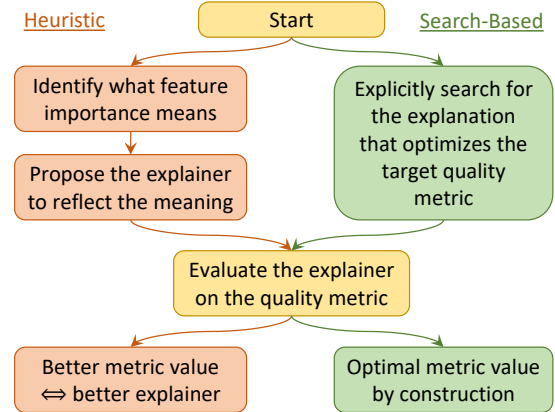 Heuristic
Start
Search-Based
Identify what feature
importance means
Propose the explainer
to reflect the meaning
Explicitly search for
the explanation
that optimizes the
target quality
metric
Evaluate the explainer
on the quality metric
Better metric value
⇔ better explainer
Optimal metric value
by construction